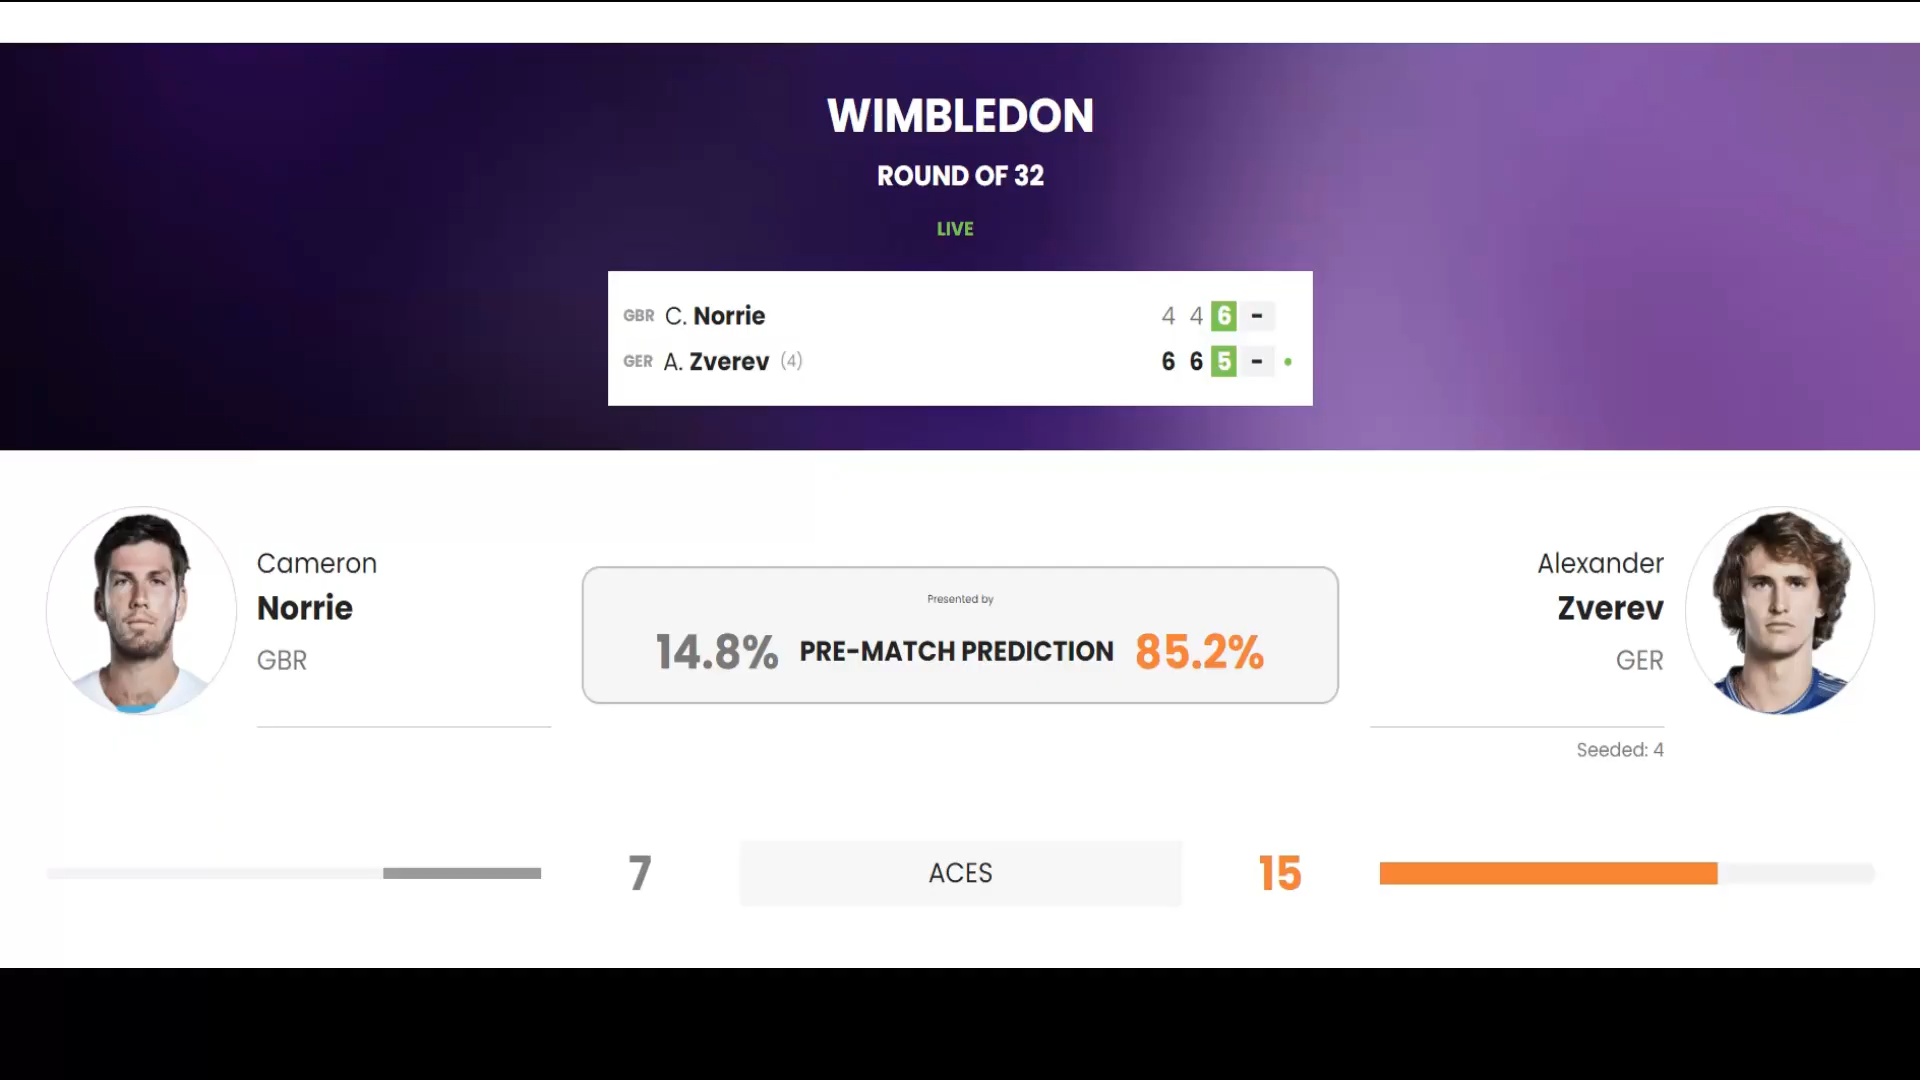 WIMBLEDON
ROUND OF 32
LIVE
GBR C. Norrie 4 4 6 -
GER A. Zverev (4) 6 6 5 -
Cameron
Norrie
GBR
Presented by
14.8% PRE-MATCH PREDICTION 85.2%
Alexander
Zverev
GER
Seeded: 4
7 ACES 15